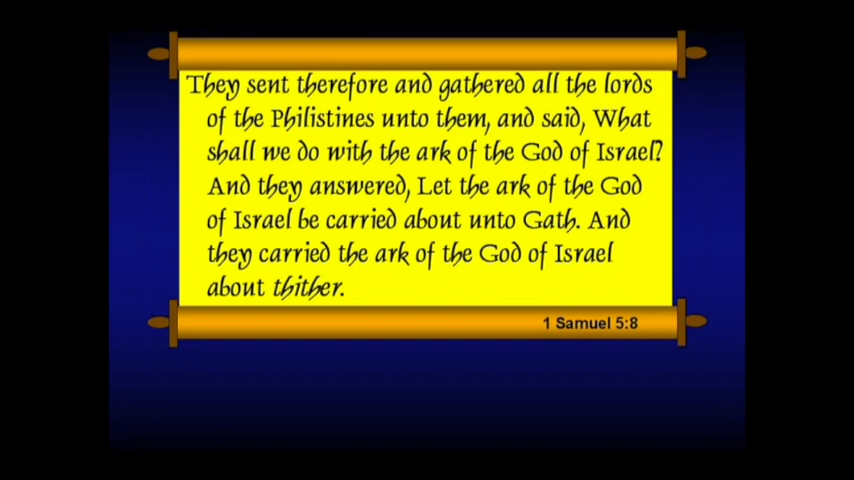 They sent therefore and gathered all the lords
of the Philistines unto them, and said, What
shall we do with the ark of the God of Israel?
And they answered, Let the ark of the God
of Israel be carried about unto Gath. And
they carried the ark of the God of Israel
about thither.
1 Samuel 5:8